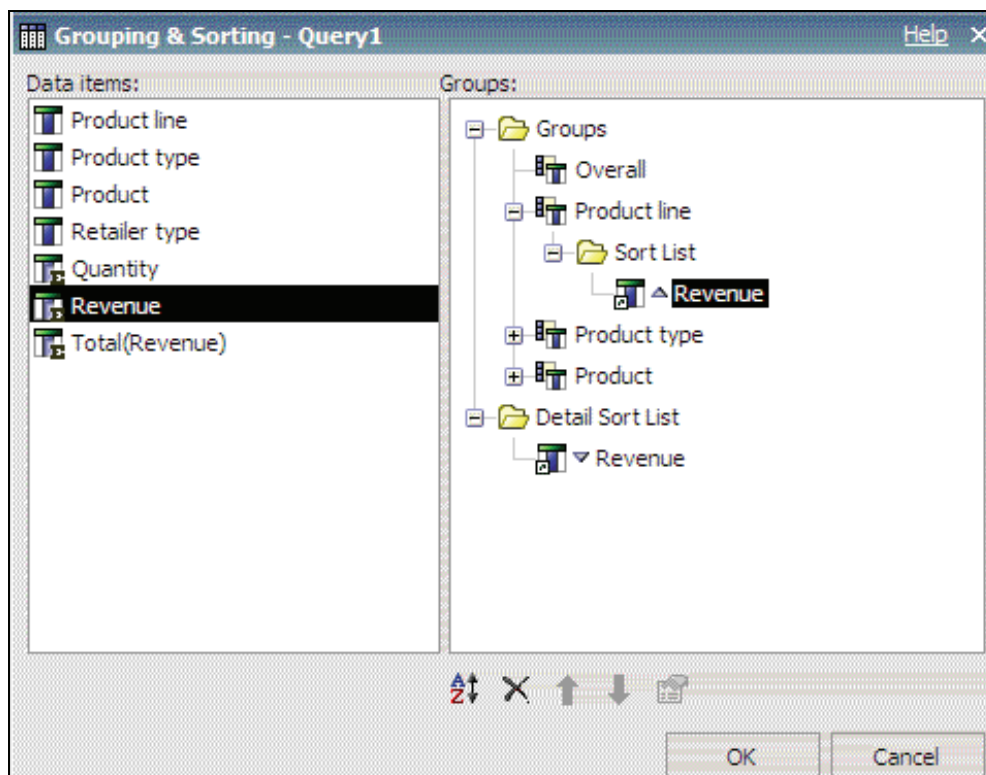 Grouping & Sorting - Query1 Help
Data items:
Product line
Product type
Product
Retailer type
Quantity
Revenue
Total(Revenue)
Groups:
Groups
Overall
Product line
Sort List
Revenue
Product type
Product
Detail Sort List
Revenue
A
Z
OK Cancel